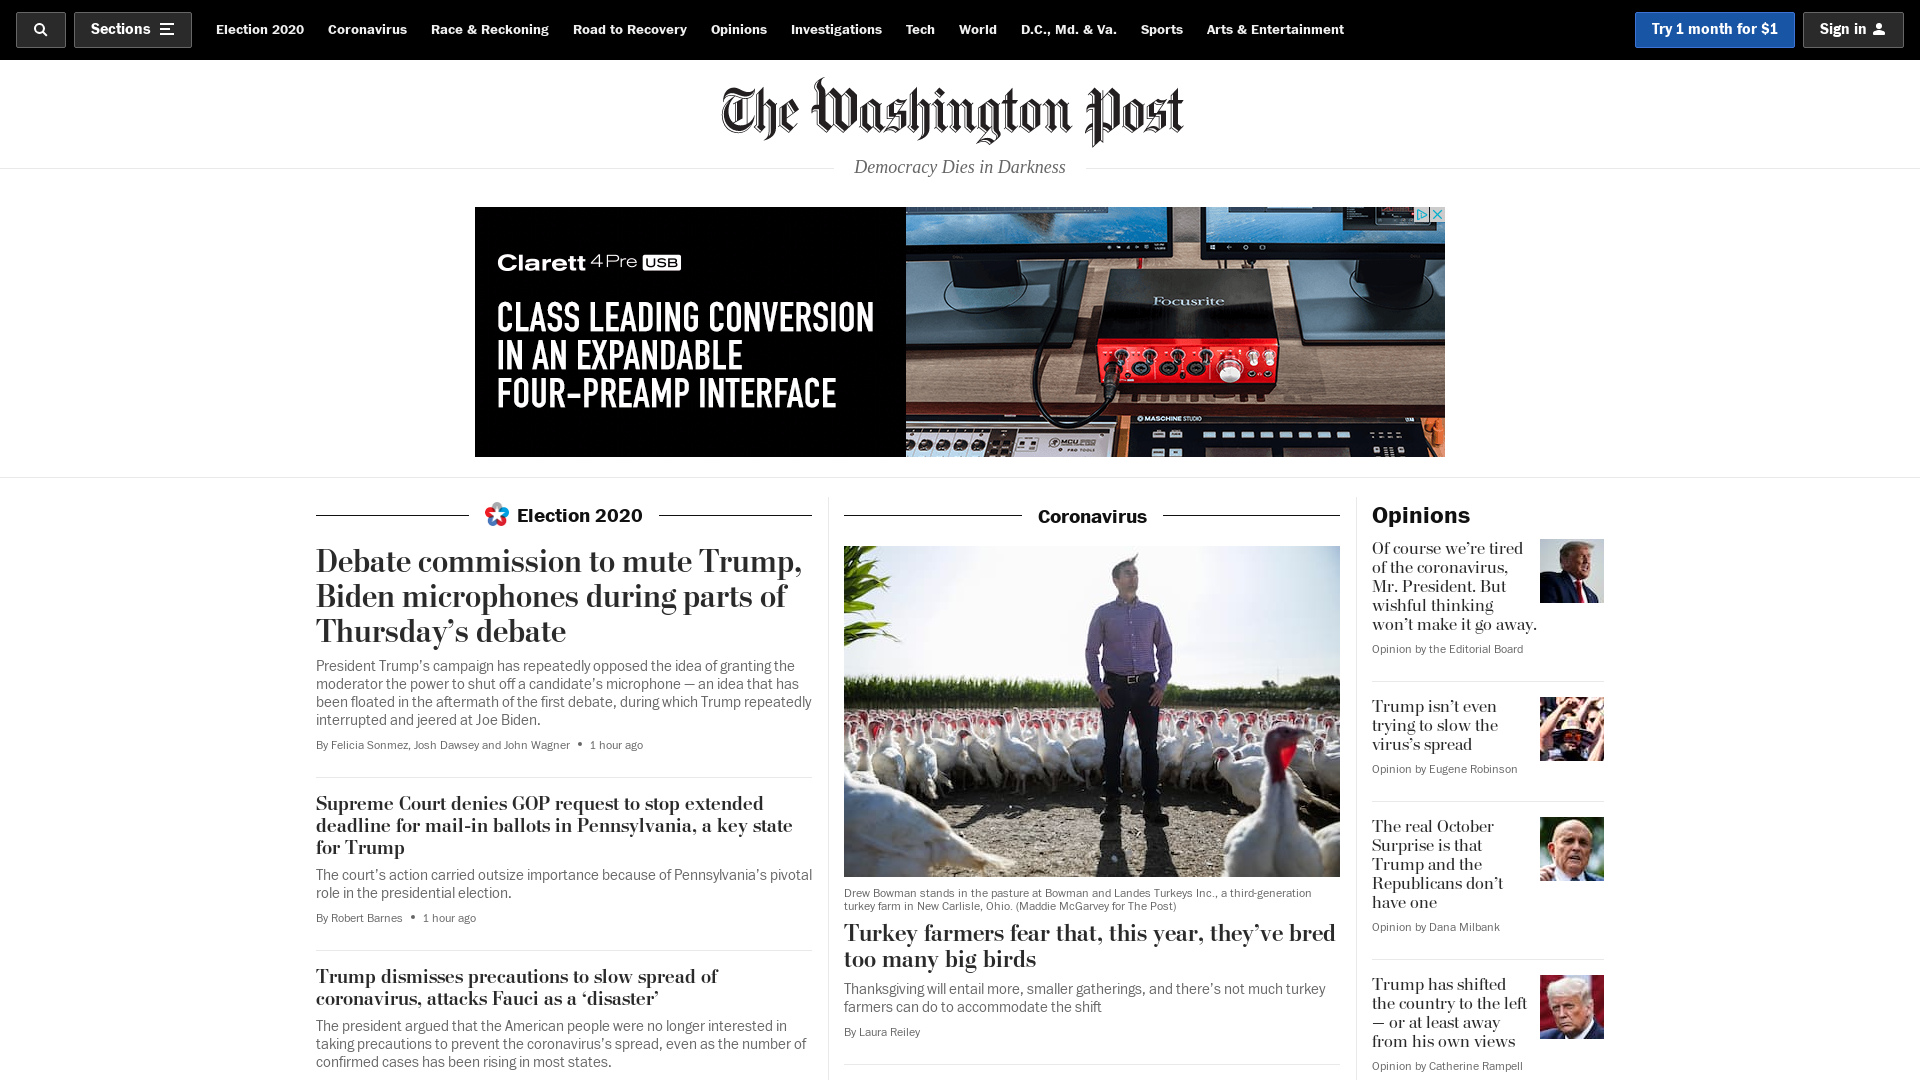 Sections
Election 2020
Coronavirus
Race & Reckoning
Road to Recovery
Opinions
Investigations
Tech
World
D.C., Md. & Va.
Sports
Arts & Entertainment
Try 1 month for $1
Sign in
The Washington Post
Democracy Dies in Darkness
Clarett 4Pre USB
CLASS LEADING CONVERSION
IN AN EXPANDABLE
FOUR-PREAMP INTERFACE
Focusrite
MASCHINE STUDIO
MCU PRO
PRO TOOLS
Election 2020
Debate commission to mute Trump,
Biden microphones during parts of
Thursday’s debate
President Trump’s campaign has repeatedly opposed the idea of granting the
moderator the power to shut off a candidate’s microphone — an idea that has
been floated in the aftermath of the first debate, during which Trump repeatedly
interrupted and jeered at Joe Biden.
By Felicia Sonmez, Josh Dawsey and John Wagner • 1 hour ago
Supreme Court denies GOP request to stop extended
deadline for mail-in ballots in Pennsylvania, a key state
for Trump
The court’s action carried outsize importance because of Pennsylvania’s pivotal
role in the presidential election.
By Robert Barnes • 1 hour ago
Trump dismisses precautions to slow spread of
coronavirus, attacks Fauci as a ‘disaster’
The president argued that the American people were no longer interested in
taking precautions to prevent the coronavirus’s spread, even as the number of
confirmed cases has been rising in most states.
Coronavirus
Drew Bowman stands in the pasture at Bowman and Landes Turkeys Inc., a third-generation
turkey farm in New Carlisle, Ohio. (Maddie McGarvey for The Post)
Turkey farmers fear that, this year, they’ve bred
too many big birds
Thanksgiving will entail more, smaller gatherings, and there’s not much turkey
farmers can do to accommodate the shift
By Laura Reiley
Opinions
Of course we’re tired
of the coronavirus,
Mr. President. But
wishful thinking
won’t make it go away.
Opinion by the Editorial Board
Trump isn’t even
trying to slow the
virus’s spread
Opinion by Eugene Robinson
The real October
Surprise is that
Trump and the
Republicans don’t
have one
Opinion by Dana Milbank
Trump has shifted
the country to the left
— or at least away
from his own views
Opinion by Catherine Rampell